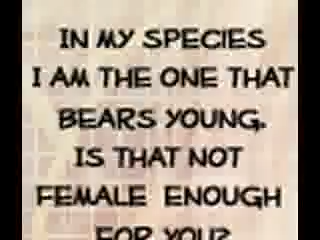 IN MY SPECIES
I AM THE ONE THAT
BEARS YOUNG.
IS THAT NOT
FEMALE ENOUGH
FOR YOU?